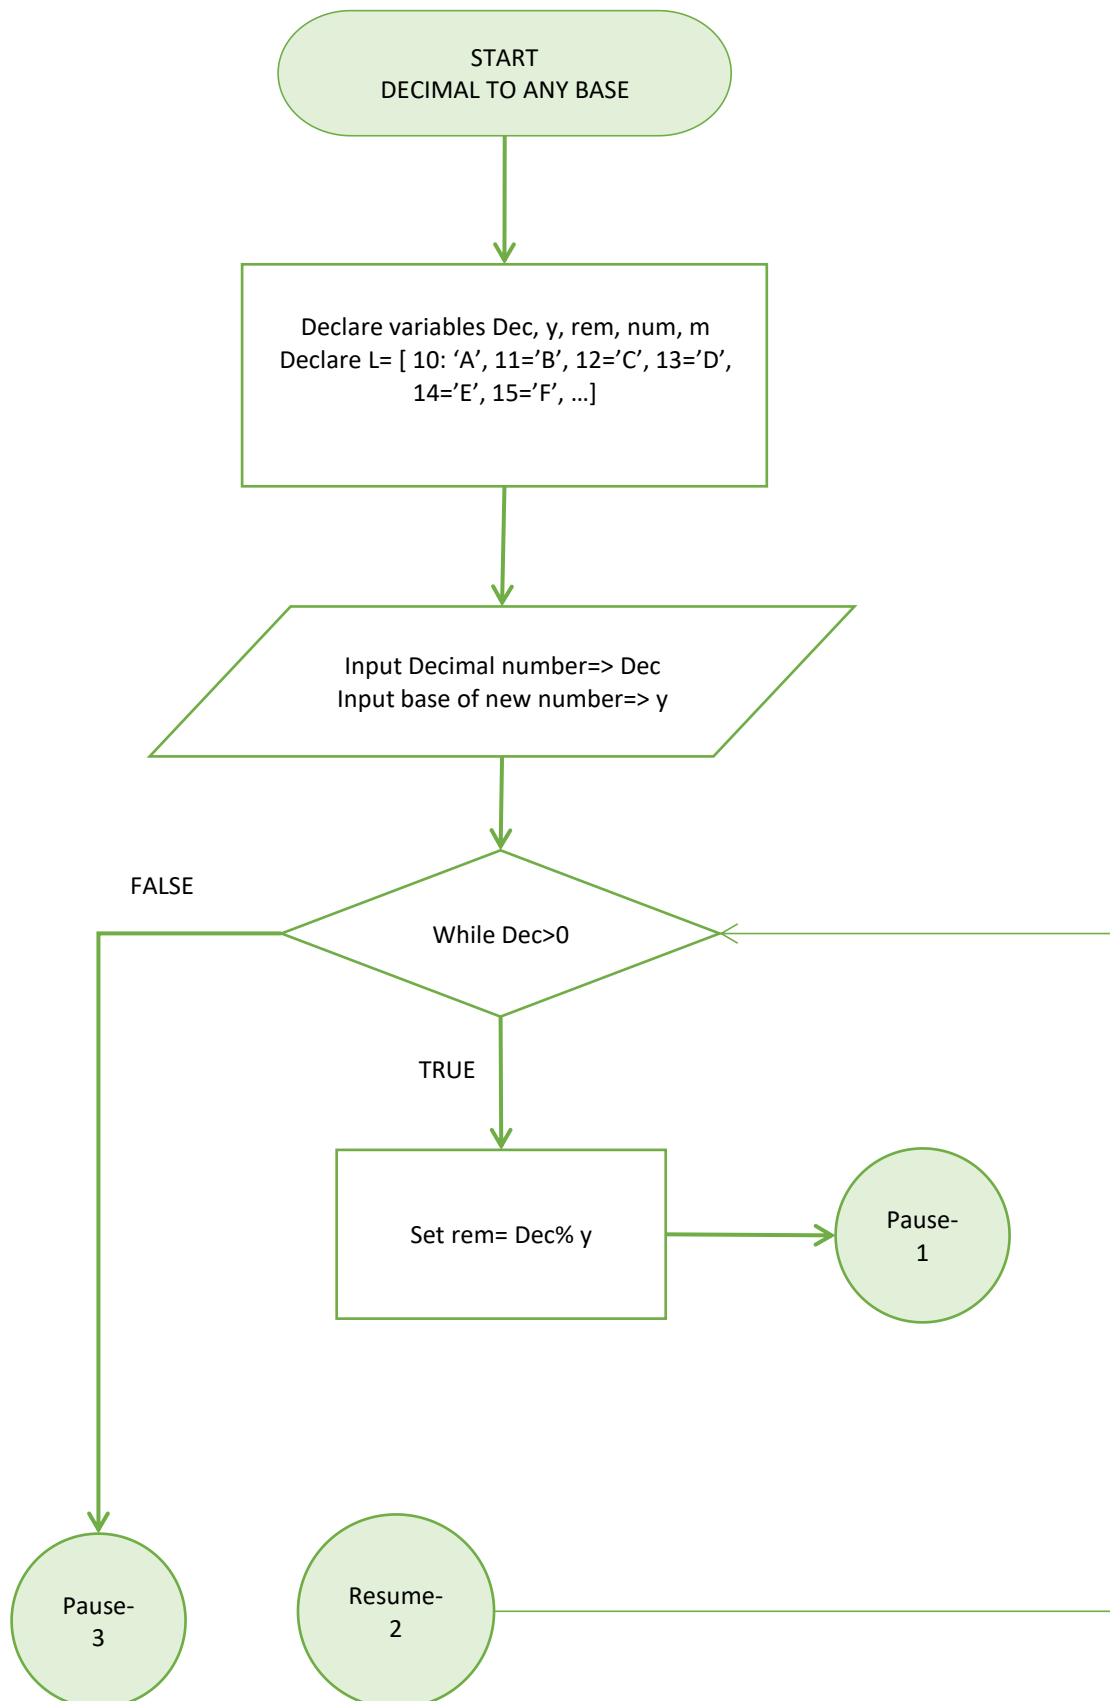 START
DECIMAL TO ANY BASE
Declare variables Dec, y, rem, num, m
Declare L= [ 10: ‘A’, 11=’B’, 12=’C’, 13=’D’,
14=’E’, 15=’F’, …]
Input Decimal number=> Dec
Input base of new number=> y
FALSE
While Dec>0
TRUE
Set rem= Dec% y
Pause-
1
Pause-
3
Resume-
2